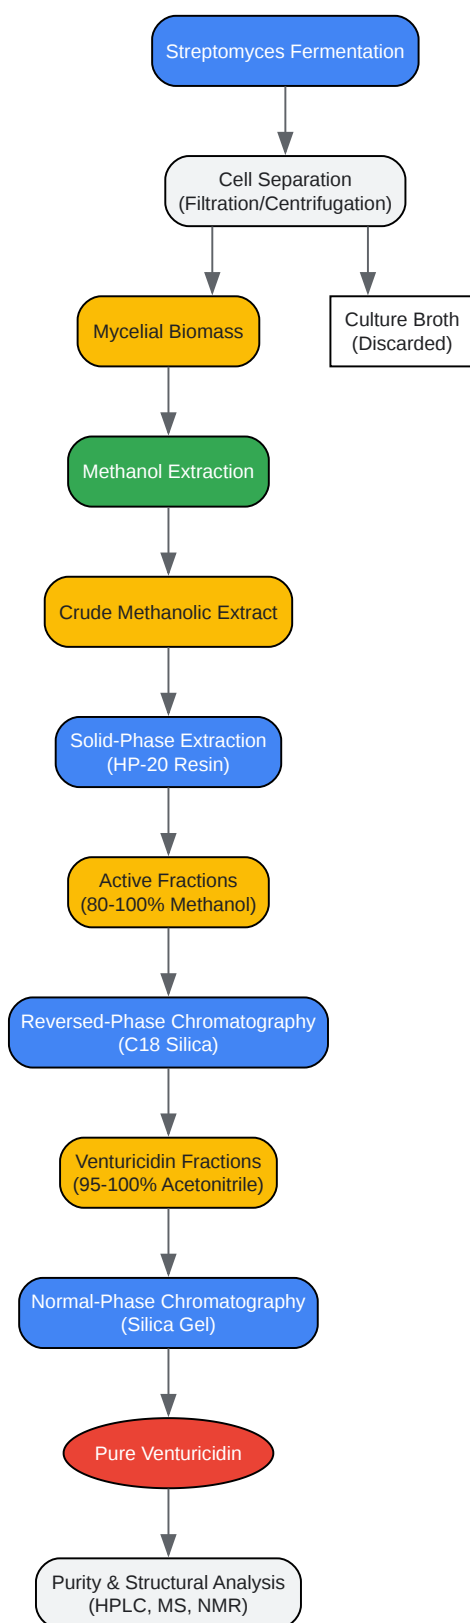 Streptomyces Fermentation
Cell Separation
(Filtration/Centrifugation)
Mycelial Biomass
Culture Broth
(Discarded)
Methanol Extraction
Crude Methanolic Extract
Solid-Phase Extraction
(HP-20 Resin)
Active Fractions
(80-100% Methanol)
Reversed-Phase Chromatography
(C18 Silica)
Venturicidin Fractions
(95-100% Acetonitrile)
Normal-Phase Chromatography
(Silica Gel)
Pure Venturicidin
Purity & Structural Analysis
(HPLC, MS, NMR)